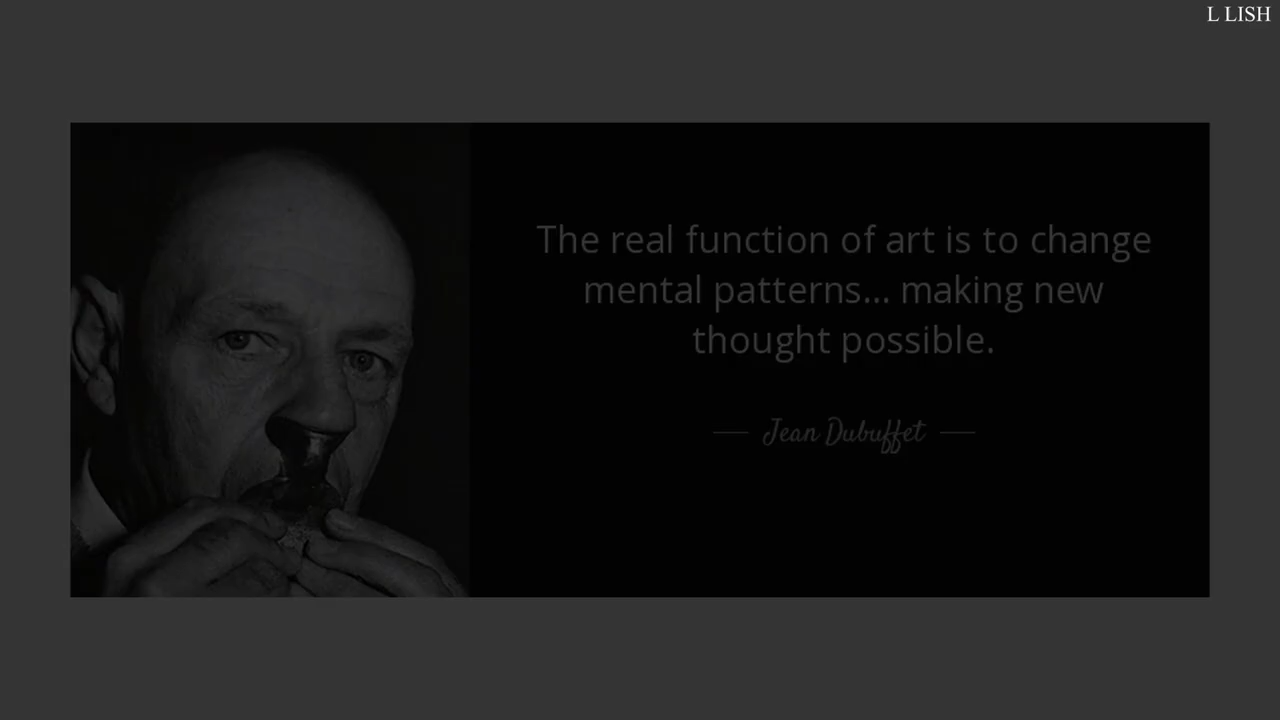 L LISH
The real function of art is to change
mental patterns... making new
thought possible.
Jean Dubuffet